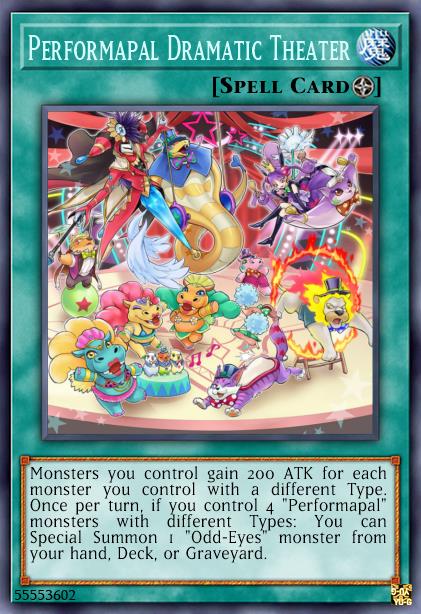 Performapal Dramatic Theater
魔
[Spell Card]
Monsters you control gain 200 ATK for each
monster you control with a different Type.
Once per turn, if you control 4 "Performapal"
monsters with different Types: You can
Special Summon 1 "Odd-Eyes" monster from
your hand, Deck, or Graveyard.
55553602